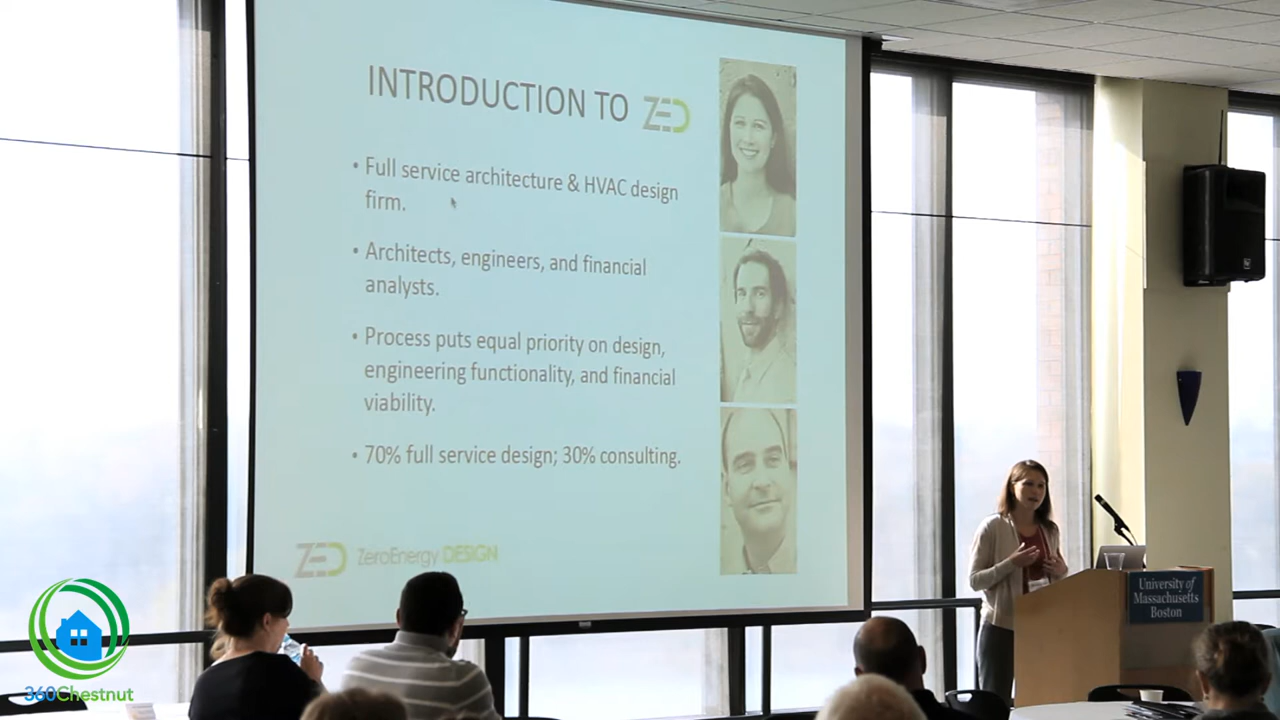 INTRODUCTION TO ZED
• Full service architecture & HVAC design
firm.
• Architects, engineers, and financial
analysts.
• Process puts equal priority on design,
engineering functionality, and financial
viability.
• 70% full service design; 30% consulting.
ZED ZeroEnergy DESIGN
University of
Massachusetts
Boston
360Chestnut